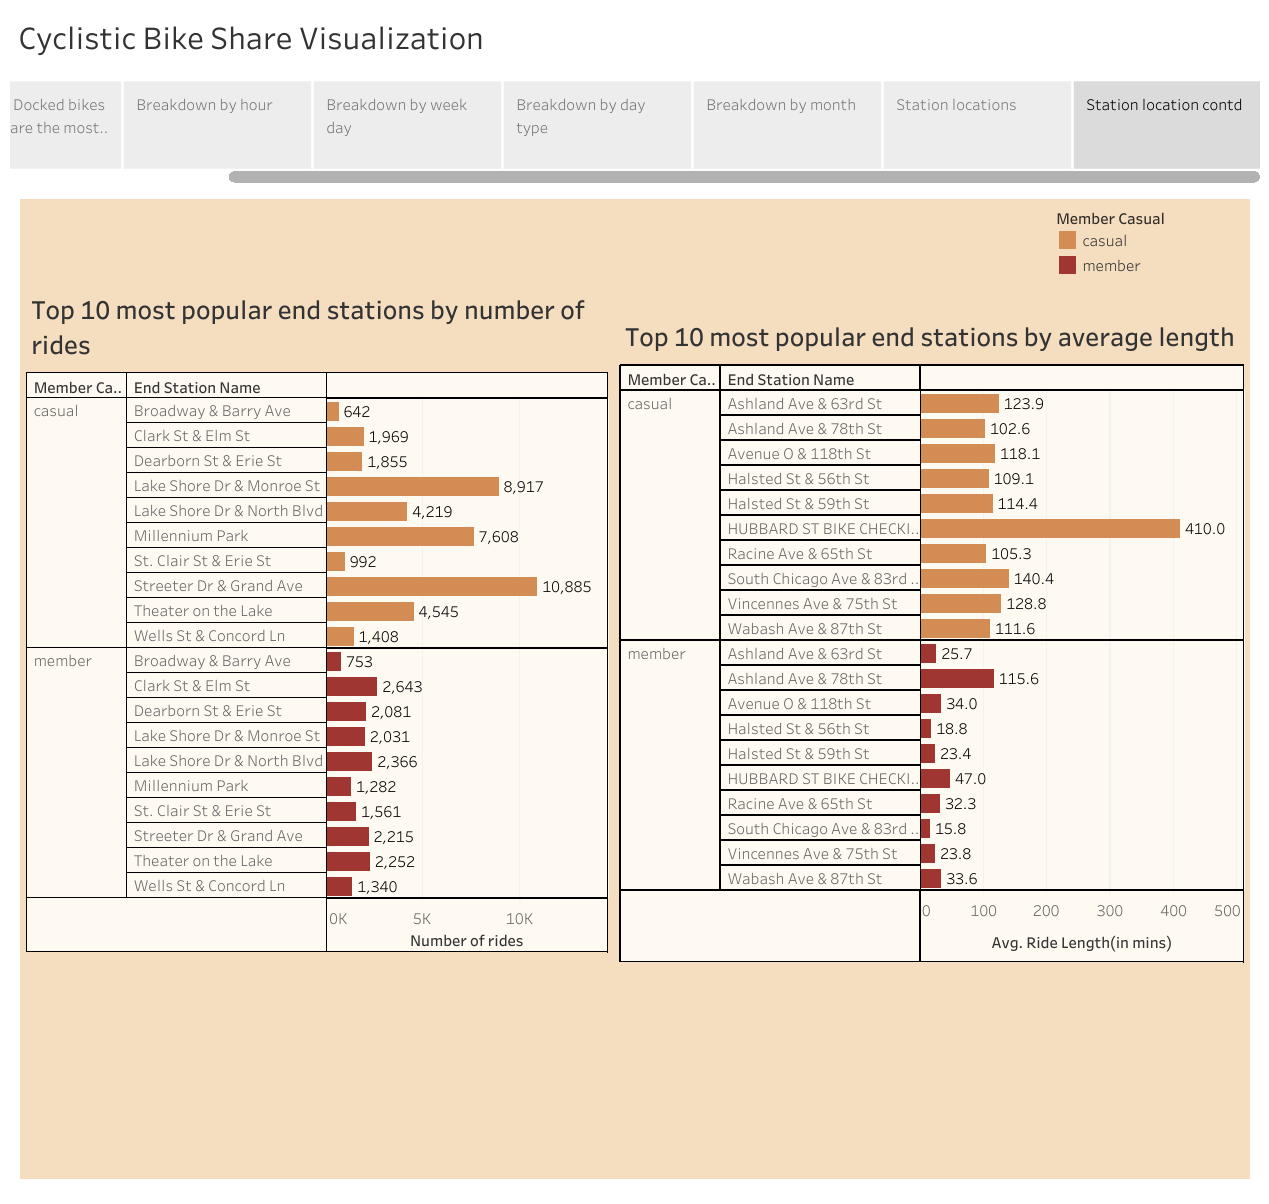 Cyclistic Bike Share Visualization
Docked bikes
are the most..
Breakdown by hour
Breakdown by week
day
Breakdown by day
type
Breakdown by month
Station locations
Station location contd
Member Casual
casual
member
Top 10 most popular end stations by number of
rides
Member Ca.. End Station Name
casual Broadway & Barry Ave 642
Clark St & Elm St 1,969
Dearborn St & Erie St 1,855
Lake Shore Dr & Monroe St 8,917
Lake Shore Dr & North Blvd 4,219
Millennium Park 7,608
St. Clair St & Erie St 992
Streeter Dr & Grand Ave 10,885
Theater on the Lake 4,545
Wells St & Concord Ln 1,408
member Broadway & Barry Ave 753
Clark St & Elm St 2,643
Dearborn St & Erie St 2,081
Lake Shore Dr & Monroe St 2,031
Lake Shore Dr & North Blvd 2,366
Millennium Park 1,282
St. Clair St & Erie St 1,561
Streeter Dr & Grand Ave 2,215
Theater on the Lake 2,252
Wells St & Concord Ln 1,340
0K 5K 10K
Number of rides
Top 10 most popular end stations by average length
Member Ca.. End Station Name
casual Ashland Ave & 63rd St 123.9
Ashland Ave & 78th St 102.6
Avenue O & 118th St 118.1
Halsted St & 56th St 109.1
Halsted St & 59th St 114.4
HUBBARD ST BIKE CHECKI.. 410.0
Racine Ave & 65th St 105.3
South Chicago Ave & 83rd .. 140.4
Vincennes Ave & 75th St 128.8
Wabash Ave & 87th St 111.6
member Ashland Ave & 63rd St 25.7
Ashland Ave & 78th St 115.6
Avenue O & 118th St 34.0
Halsted St & 56th St 18.8
Halsted St & 59th St 23.4
HUBBARD ST BIKE CHECKI.. 47.0
Racine Ave & 65th St 32.3
South Chicago Ave & 83rd .. 15.8
Vincennes Ave & 75th St 23.8
Wabash Ave & 87th St 33.6
0 100 200 300 400 500
Avg. Ride Length(in mins)